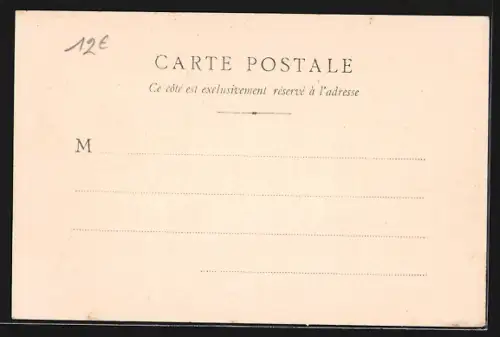 12€
CARTE POSTALE
Ce côté est exclusivement réservé à l'adresse
M